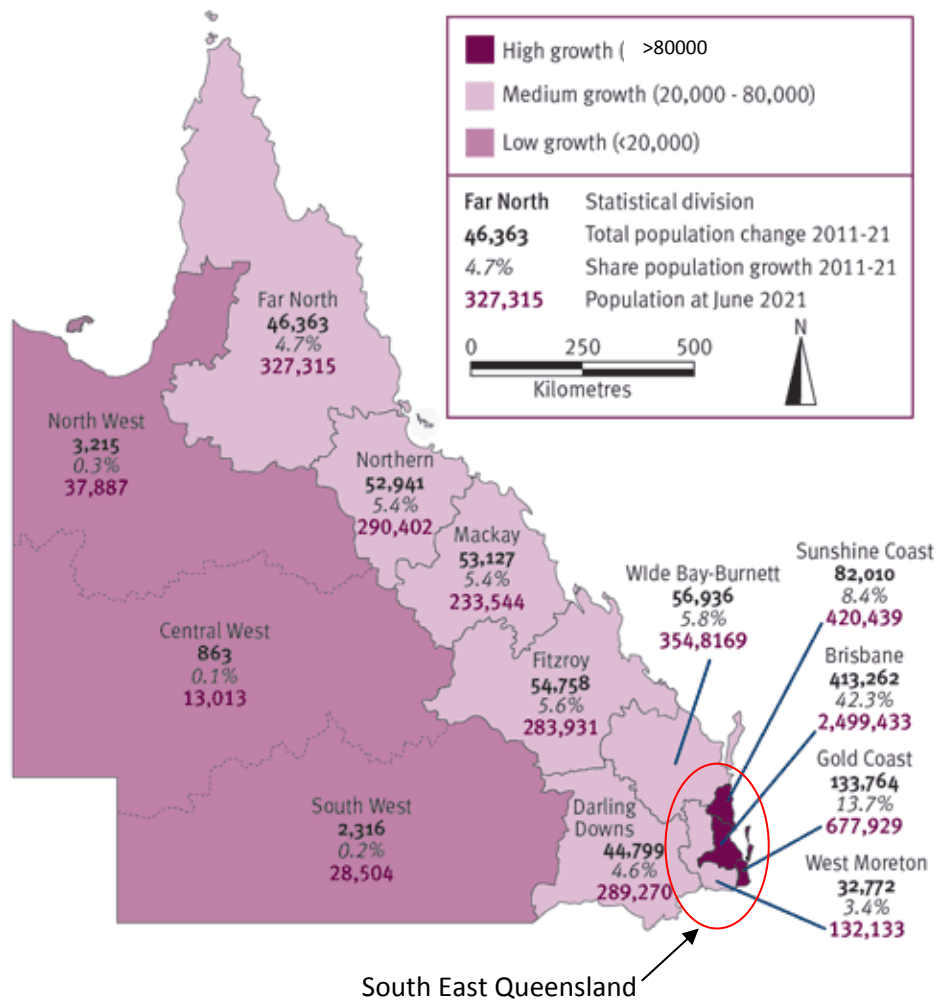 High growth ( >80000
Medium growth (20,000 - 80,000)
Low growth (<20,000)
Far North Statistical division
46,363 Total population change 2011-21
4.7% Share population growth 2011-21
327,315 Population at June 2021
N
0 250 500
Kilometres
Far North
46,363
4.7%
327,315
North West
3,215
0.3%
37,887
Northern
52,941
5.4%
290,402
Mackay
53,127
5.4%
233,544
WIde Bay-Burnett
56,936
5.8%
354,8169
Sunshine Coast
82,010
8.4%
420,439
Central West
863
0.1%
13,013
Fitzroy
54,758
5.6%
283,931
Brisbane
413,262
42.3%
2,499,433
Gold Coast
133,764
13.7%
677,929
South West
2,316
0.2%
28,504
Darling
Downs
44,799
4.6%
289,270
West Moreton
32,772
3.4%
132,133
South East Queensland